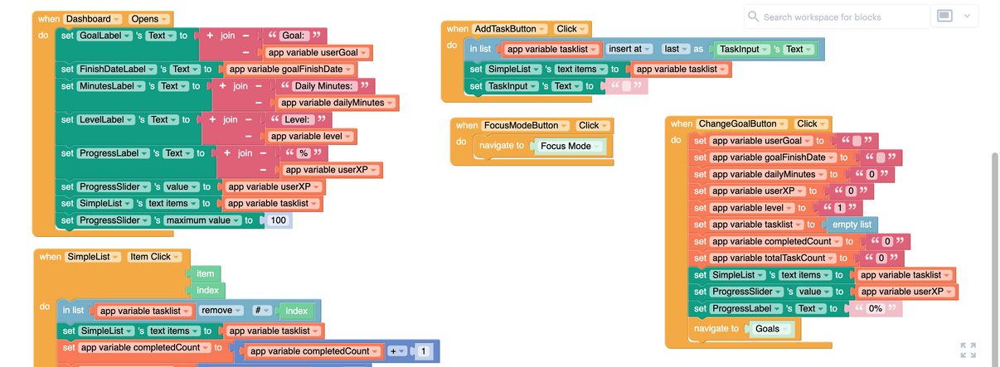 when Dashboard Opens
do set GoalLabel 's Text to + join − “ Goal: ”
− app variable userGoal
set FinishDateLabel 's Text to app variable goalFinishDate
set MinutesLabel 's Text to + join − “ Daily Minutes: ”
− app variable dailyMinutes
set LevelLabel 's Text to + join − “ Level: ”
− app variable level
set ProgressLabel 's Text to + join − “ % ”
− app variable userXP
set ProgressSlider 's value to app variable userXP
set SimpleList 's text items to app variable tasklist
set ProgressSlider 's maximum value to 100
when SimpleList Item Click
item
index
do in list app variable tasklist remove # index
set SimpleList 's text items to app variable tasklist
set app variable completedCount to app variable completedCount + 1
when AddTaskButton Click
do in list app variable tasklist insert at last as TaskInput 's Text
set SimpleList 's text items to app variable tasklist
set TaskInput 's Text to “ ”
when FocusModeButton Click
do navigate to Focus Mode
Search workspace for blocks
when ChangeGoalButton Click
do set app variable userGoal to “ ”
set app variable goalFinishDate to “ ”
set app variable dailyMinutes to “ 0 ”
set app variable userXP to “ 0 ”
set app variable level to “ 1 ”
set app variable tasklist to empty list
set app variable completedCount to “ 0 ”
set app variable totalTaskCount to “ 0 ”
set SimpleList 's text items to app variable tasklist
set ProgressSlider 's value to app variable userXP
set ProgressLabel 's Text to “ 0% ”
navigate to Goals